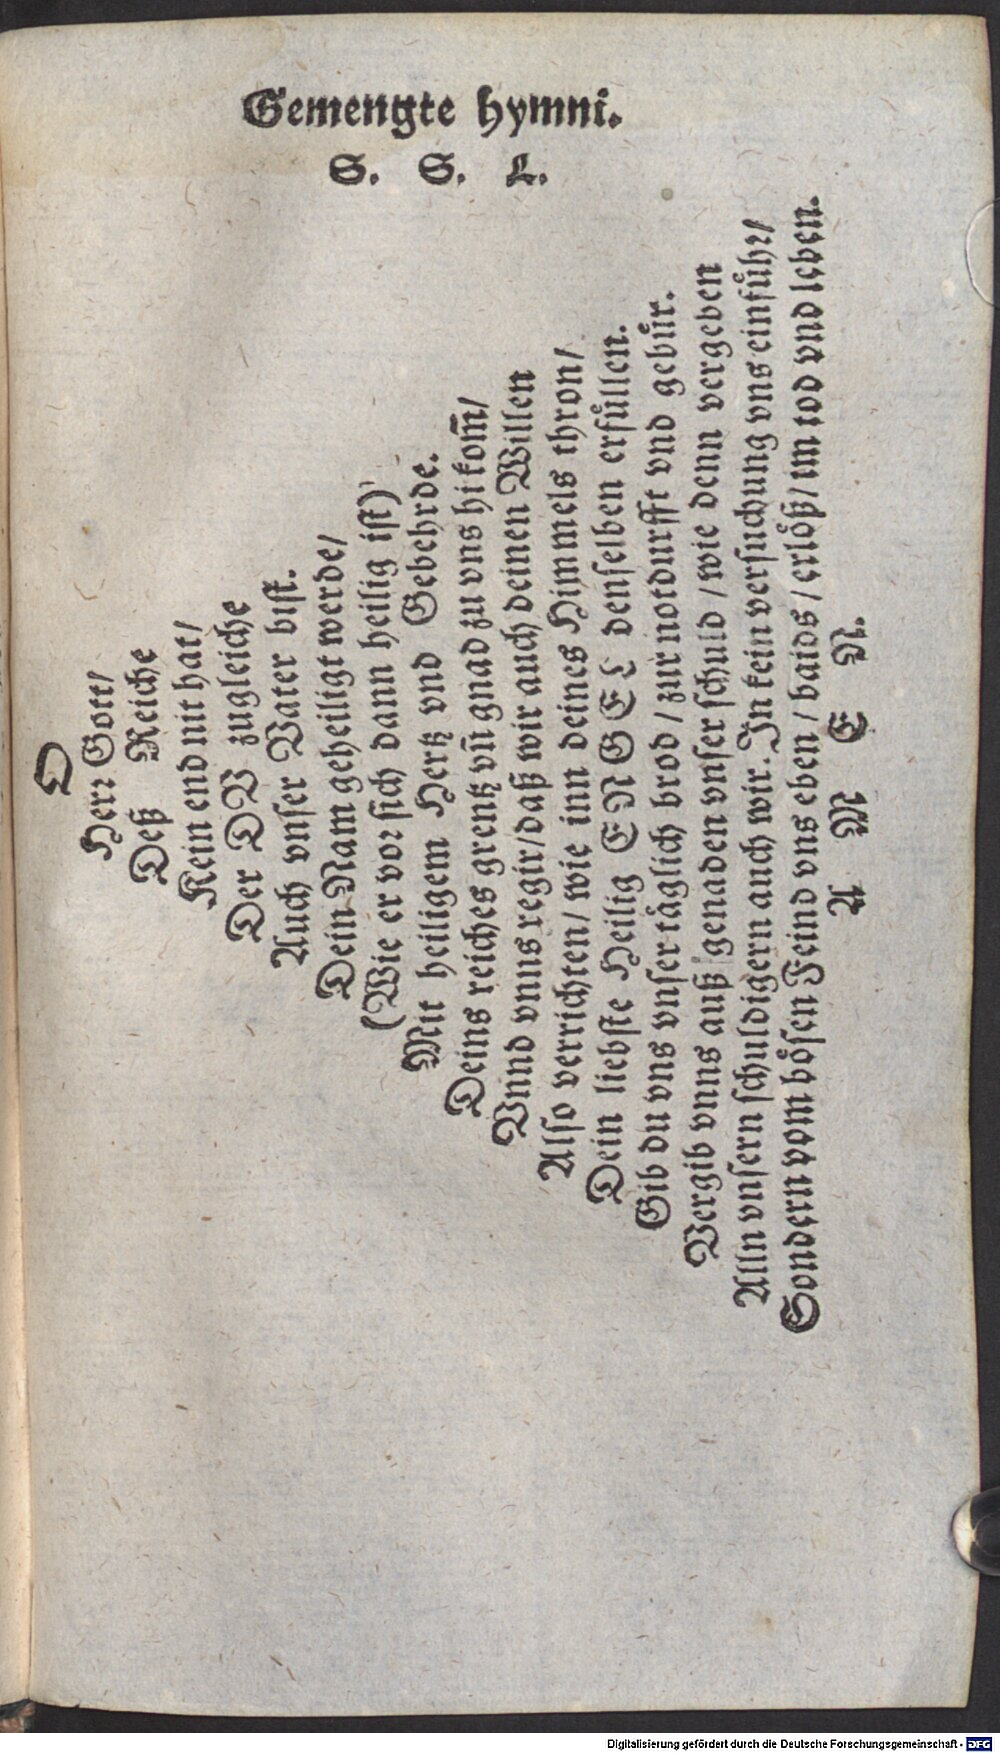 Gemengte hymni.
S. S. L.
O
Herr Gott/
Deß Reiche
Kein end nit hat/
Der DV zugleiche
Auch vnser Vater bist.
Dein Nam geheiligt werde/
(Wie er vor sich dann heilig ist)
Mit heiligem Hertz vnd Gebehrde.
Deins reiches grentz vñ gnad zu vns hi kom̃/
Vnnd vnns regir/daß wir auch deinen Willen
Also verrichten/wie inn deines Himmels thron/
Dein liebste Heilig ENGEL denselben erfüllen.
Gib du vns vnser täglich brod/zur notdurfft vnd gebür.
Vergib vnns auß genaden vnser schuld/wie denn vergeben
Alln vnsern schuldigern auch wir. In kein versuchung vns einführ/
Sondern vom bösen Feind vns eben/baids/erlöß/im tod vnd leben.
A M E N.
Digitalisierung gefördert durch die Deutsche Forschungsgemeinschaft - DFG